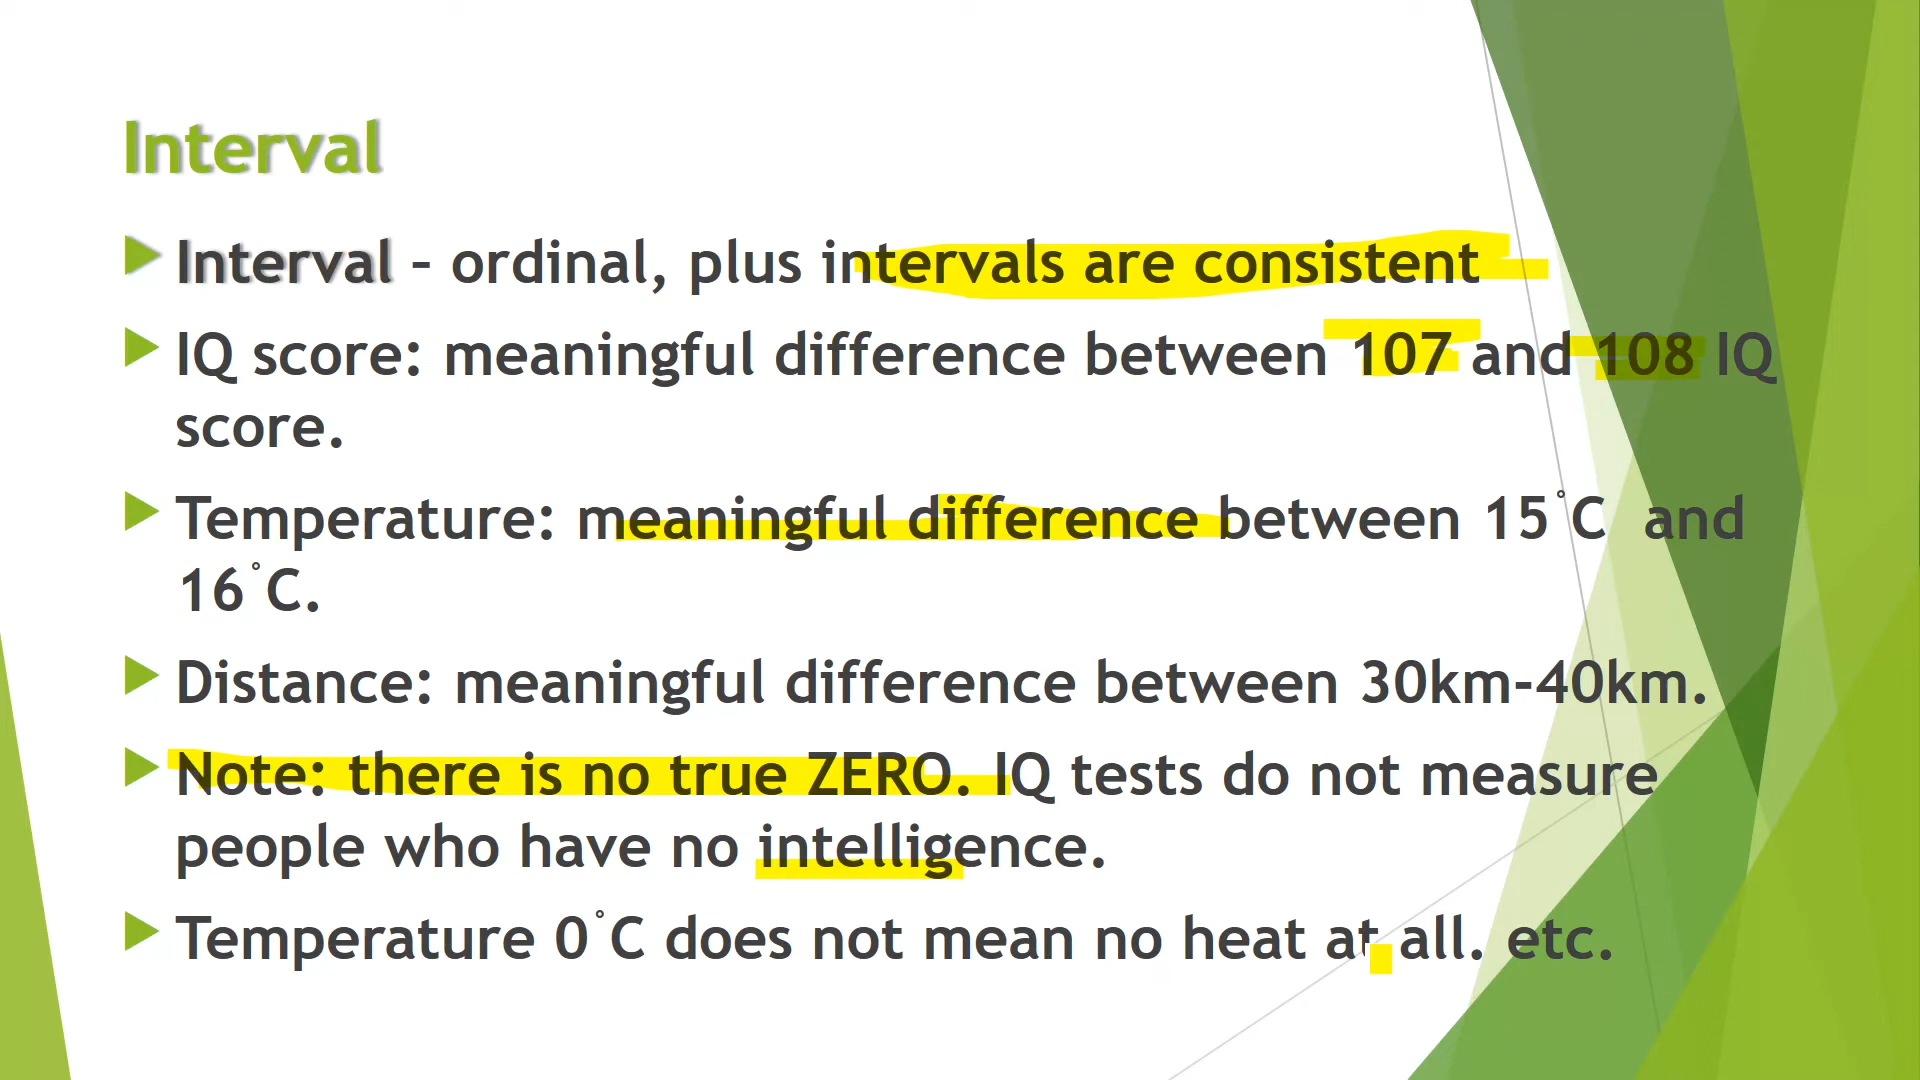 Interval
Interval – ordinal, plus intervals are consistent
IQ score: meaningful difference between 107 and 108 IQ
score.
Temperature: meaningful difference between 15°C and
16°C.
Distance: meaningful difference between 30km-40km.
Note: there is no true ZERO. IQ tests do not measure
people who have no intelligence.
Temperature 0°C does not mean no heat at all. etc.